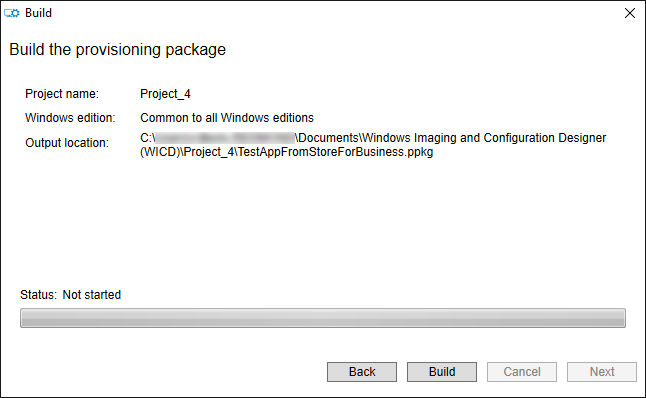 Build
Build the provisioning package
Project name: Project_4
Windows edition: Common to all Windows editions
Output location: C:\ \Documents\Windows Imaging and Configuration Designer
(WICD)\Project_4\TestAppFromStoreForBusiness.ppkg
Status: Not started
Back Build Cancel Next